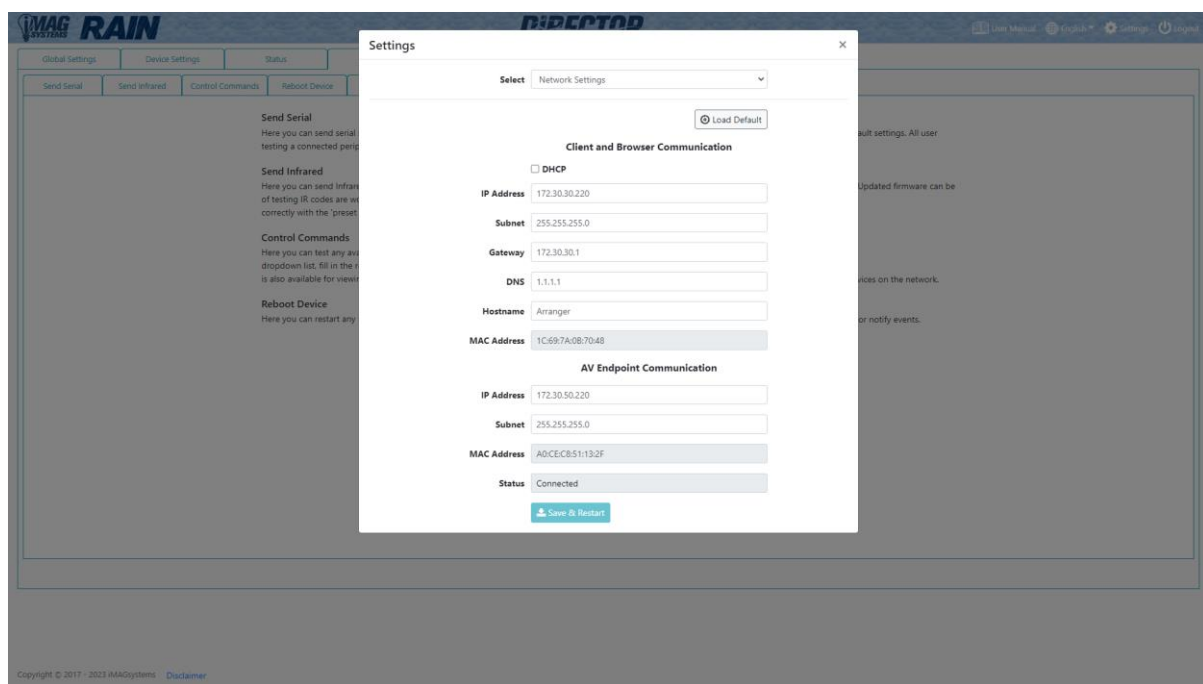 iMAG SYSTEMS RAIN
DIRECTOR
User Manual English Settings Logout
Global Settings Device Settings Status
Send Serial Send Infrared Control Commands Reboot Device
Settings ×
Select Network Settings
Load Default
Client and Browser Communication
DHCP
IP Address 172.30.30.220
Subnet 255.255.255.0
Gateway 172.30.30.1
DNS 1.1.1.1
Hostname Arranger
MAC Address 1C:69:7A:0B:70:48
AV Endpoint Communication
IP Address 172.30.50.220
Subnet 255.255.255.0
MAC Address A0:CE:C8:51:13:2F
Status Connected
Save & Restart
Send Serial
Here you can send serial
testing a connected perip
Send Infrared
Here you can send Infrare
of testing IR codes are wo
correctly with the 'preset
Control Commands
Here you can test any ava
dropdown list, fill in the r
is also available for viewin
Reboot Device
Here you can restart any
ault settings. All user
Updated firmware can be
vices on the network.
or notify events.
Copyright © 2017 - 2023 iMAGsystems Disclaimer